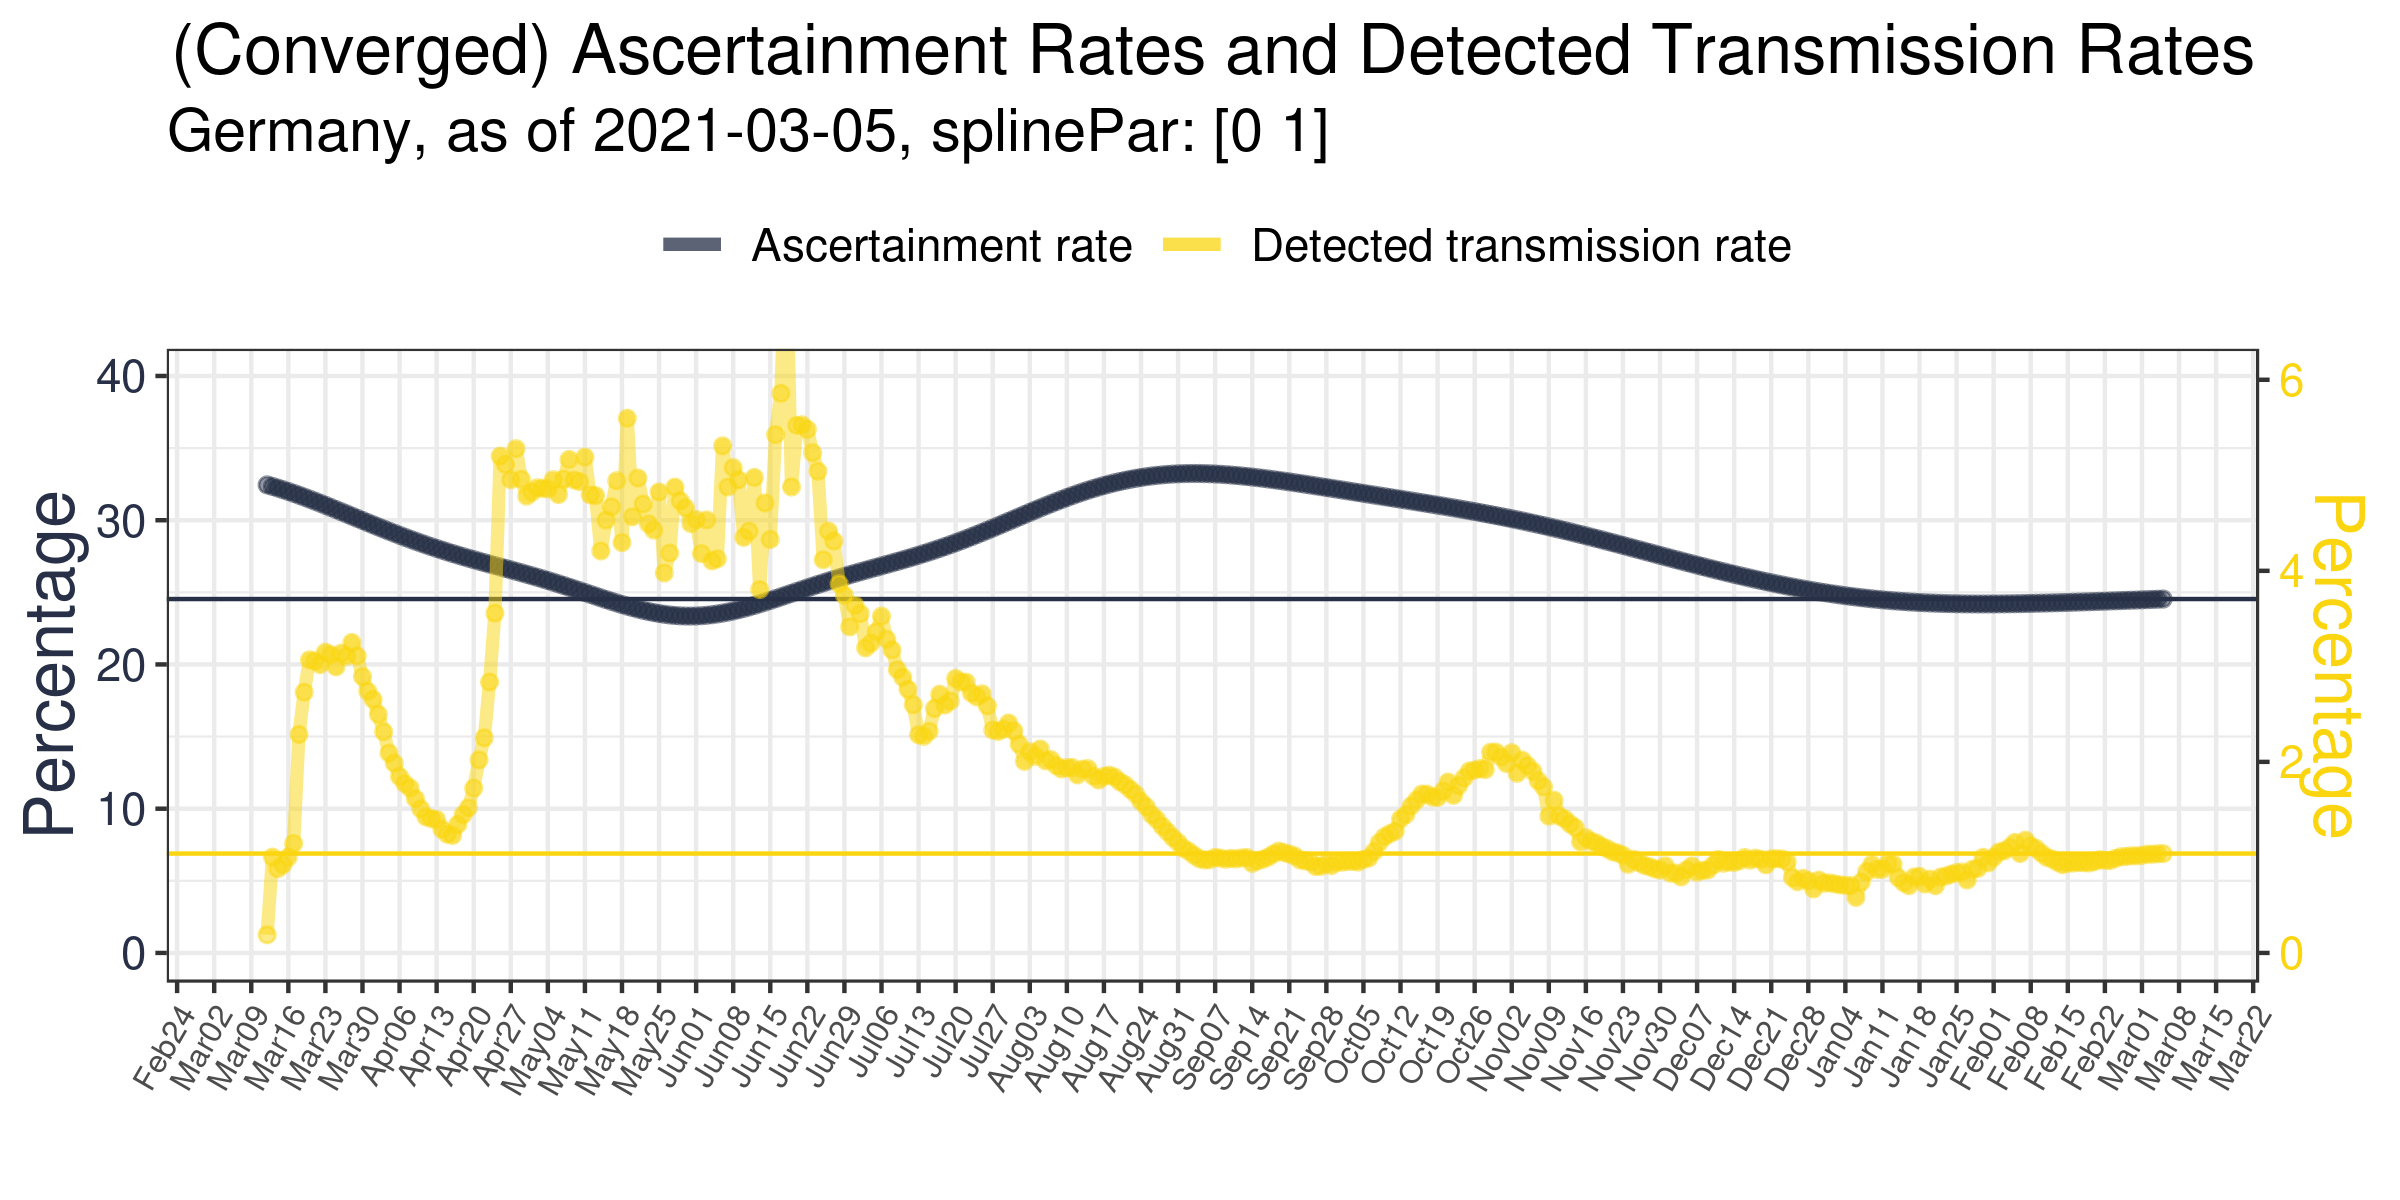 (Converged) Ascertainment Rates and Detected Transmission Rates
Germany, as of 2021-03-05, splinePar: [0 1]
Ascertainment rate
Detected transmission rate
Percentage
40
30
20
10
0
6
4
2
0
Percentage
Feb24
Mar02
Mar09
Mar16
Mar23
Mar30
Apr06
Apr13
Apr20
Apr27
May04
May11
May18
May25
Jun01
Jun08
Jun15
Jun22
Jun29
Jul06
Jul13
Jul20
Jul27
Aug03
Aug10
Aug17
Aug24
Aug31
Sep07
Sep14
Sep21
Sep28
Oct05
Oct12
Oct19
Oct26
Nov02
Nov09
Nov16
Nov23
Nov30
Dec07
Dec14
Dec21
Dec28
Jan04
Jan11
Jan18
Jan25
Feb01
Feb08
Feb15
Feb22
Mar01
Mar08
Mar15
Mar22